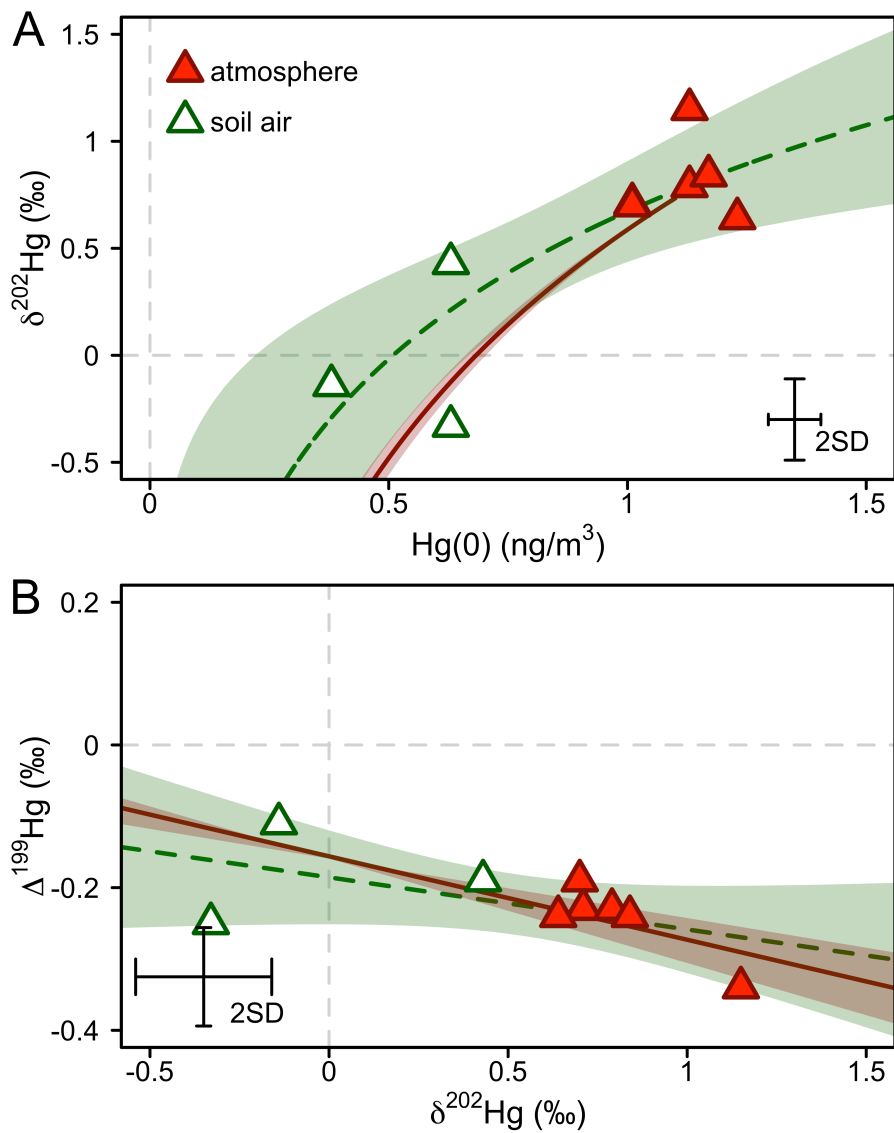 A
1.5
1
0.5
0
-0.5
δ²⁰²Hg (‰)
atmosphere
soil air
2SD
0
0.5
1
1.5
Hg(0) (ng/m³)
B
0.2
0
-0.2
-0.4
Δ¹⁹⁹Hg (‰)
2SD
-0.5
0
0.5
1
1.5
δ²⁰²Hg (‰)